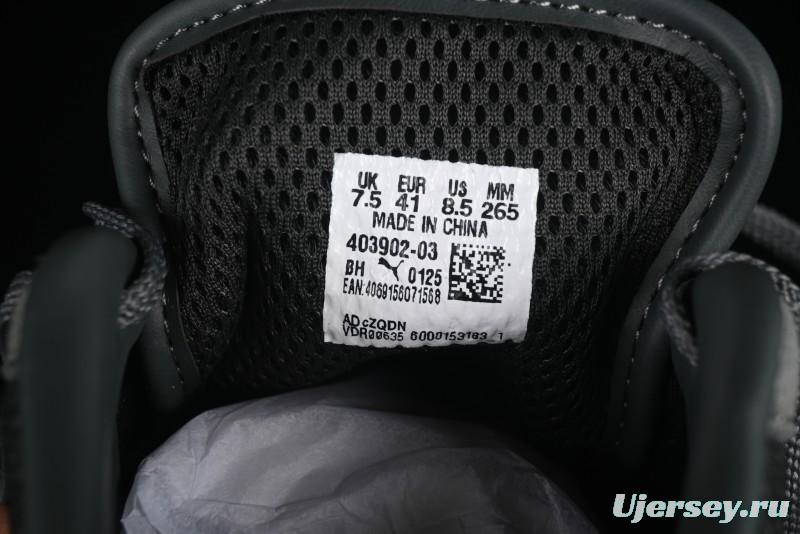 UK EUR US MM
7.5 41 8.5 265
MADE IN CHINA
403902-03
BH 0125
EAN:4069156071568
AD cZQDN
VDR00635 6000153183 1
Ujersey.ru